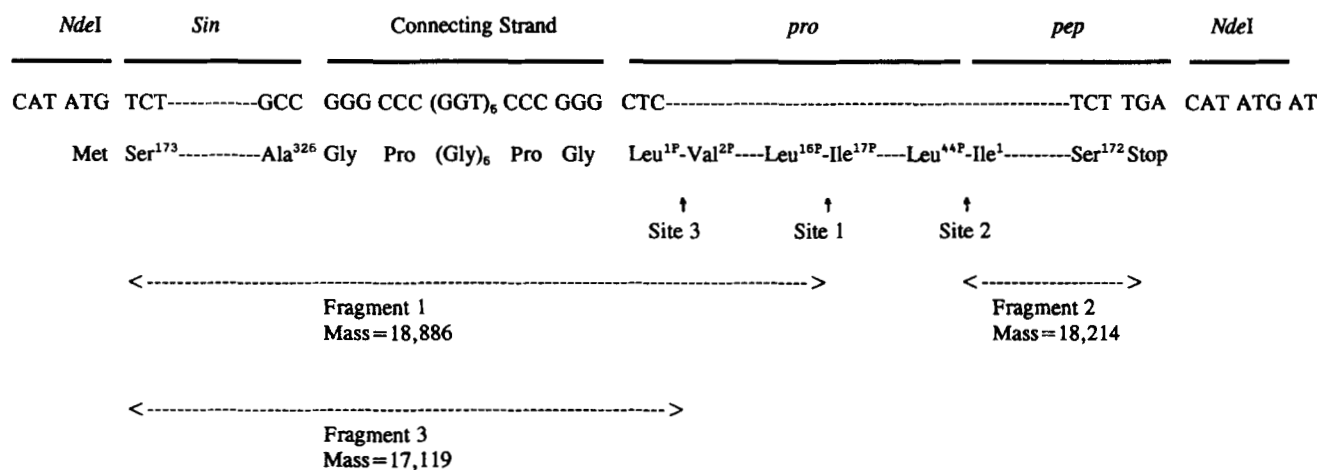 NdeI Sin Connecting Strand pro pep NdeI
CAT ATG TCT------------GCC GGG CCC (GGT)₆ CCC GGG CTC------------------------------------------------------TCT TGA CAT ATG AT
Met Ser¹⁷³-----------Ala³²⁶ Gly Pro (Gly)₆ Pro Gly Leu¹ᴾ-Val²ᴾ----Leu¹⁶ᴾ-Ile¹⁷ᴾ----Leu⁴⁴ᴾ-Ile¹----------Ser¹⁷² Stop
Site 3 Site 1 Site 2
<------------------------------------------------------------> <---------------->
Fragment 1 Fragment 2
Mass=18,886 Mass=18,214
<------------------------------------------------>
Fragment 3
Mass=17,119